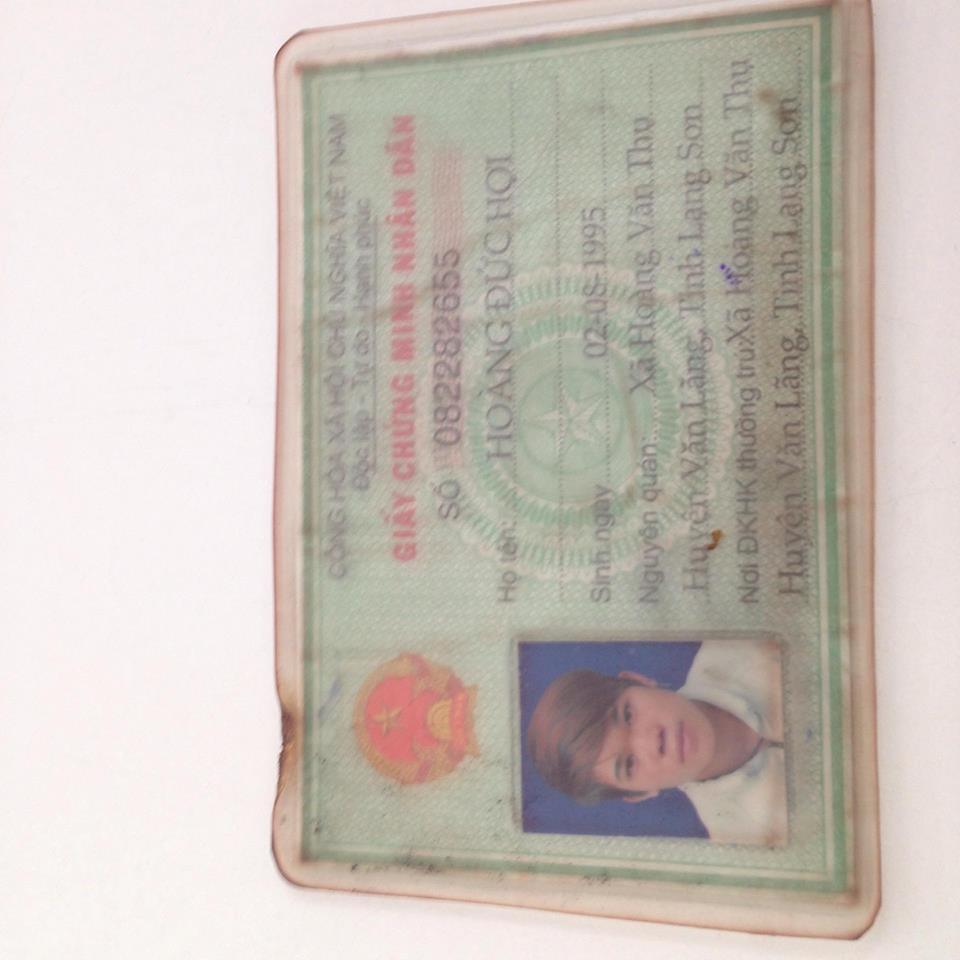 CỘNG HÒA XÃ HỘI CHỦ NGHĨA VIỆT NAM
Độc lập - Tự do - Hạnh phúc
GIẤY CHỨNG MINH NHÂN DÂN
SỐ 082282655
Họ tên: HOÀNG ĐỨC HỢI
Sinh ngày 02-08-1995
Nguyên quán: Xã Hoàng Văn Thụ
Huyện Văn Lãng, Tỉnh Lạng Sơn
Nơi ĐKHK thường trú: Xã Hoàng Văn Thụ
Huyện Văn Lãng, Tỉnh Lạng Sơn